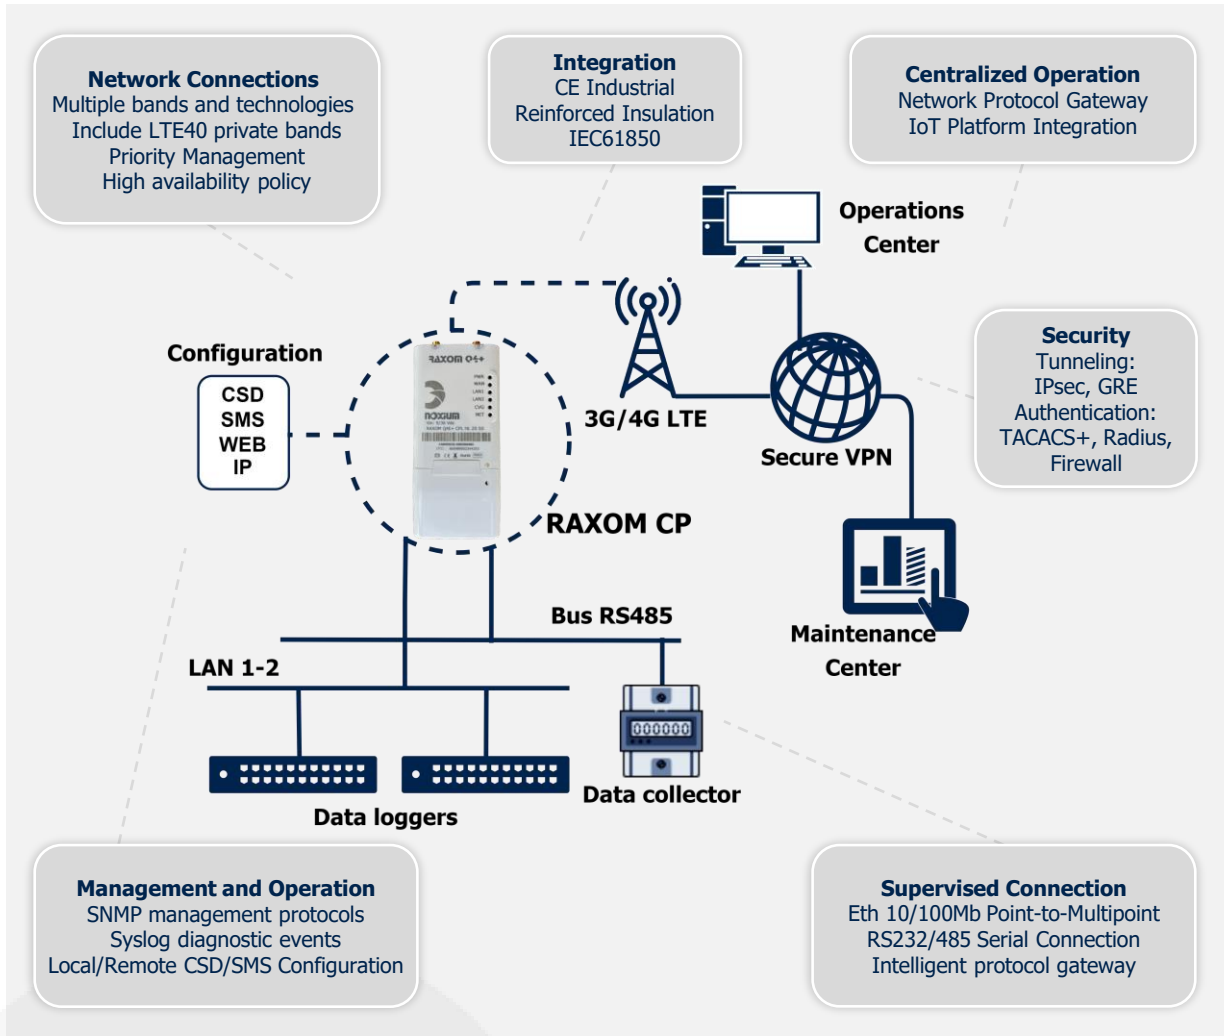 Network Connections
Multiple bands and technologies
Include LTE40 private bands
Priority Management
High availability policy
Integration
CE Industrial
Reinforced Insulation
IEC61850
Centralized Operation
Network Protocol Gateway
IoT Platform Integration
Operations
Center
Security
Tunneling:
IPsec, GRE
Authentication:
TACACS+, Radius,
Firewall
Configuration
CSD
SMS
WEB
IP
RAXOM
PWR
WAN
LAN1
LAN2
NOXIUM
3G/4G LTE
Secure VPN
RAXOM CP
Maintenance
Center
Bus RS485
LAN 1-2
000000
Data loggers
Data collector
Management and Operation
SNMP management protocols
Syslog diagnostic events
Local/Remote CSD/SMS Configuration
Supervised Connection
Eth 10/100Mb Point-to-Multipoint
RS232/485 Serial Connection
Intelligent protocol gateway